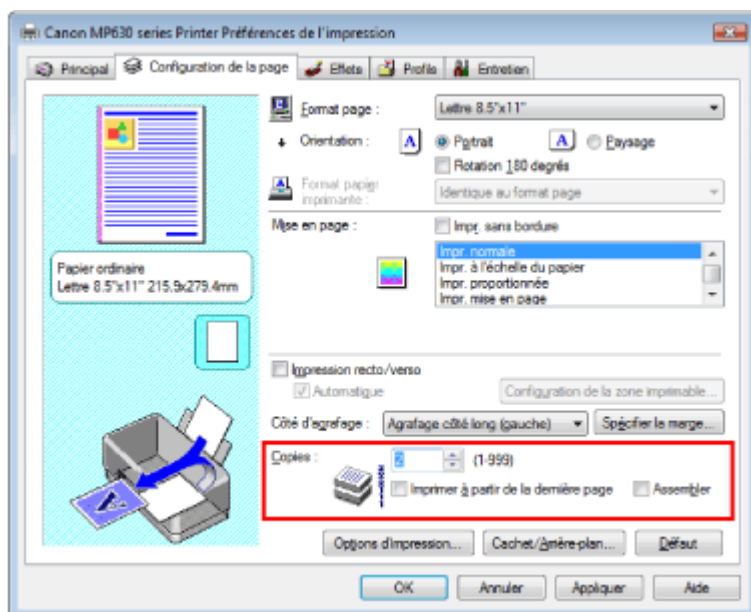 Canon MP630 series Printer Préférences de l'impression
Principal Configuration de la page Effets Profils Entretien
Format page : Lettre 8.5"x11"
Orientation : A Portrait A Paysage
Rotation 180 degrés
Format papier imprimante : Identique au format page
Mise en page : Impr. sans bordure
Impr. normale
Impr. à l'échelle du papier
Impr. proportionnée
Impr. mise en page
Papier ordinaire
Lettre 8.5"x11" 215.9x279.4mm
Impression recto/verso
Automatique Configuration de la zone imprimable...
Côté d'agrafage : Agrafage côté long (gauche) Spécifier la marge...
Copies : 2 (1-999)
Imprimer à partir de la dernière page Assembler
Options d'impression... Cachet/Arrière-plan... Défaut
OK Annuler Appliquer Aide